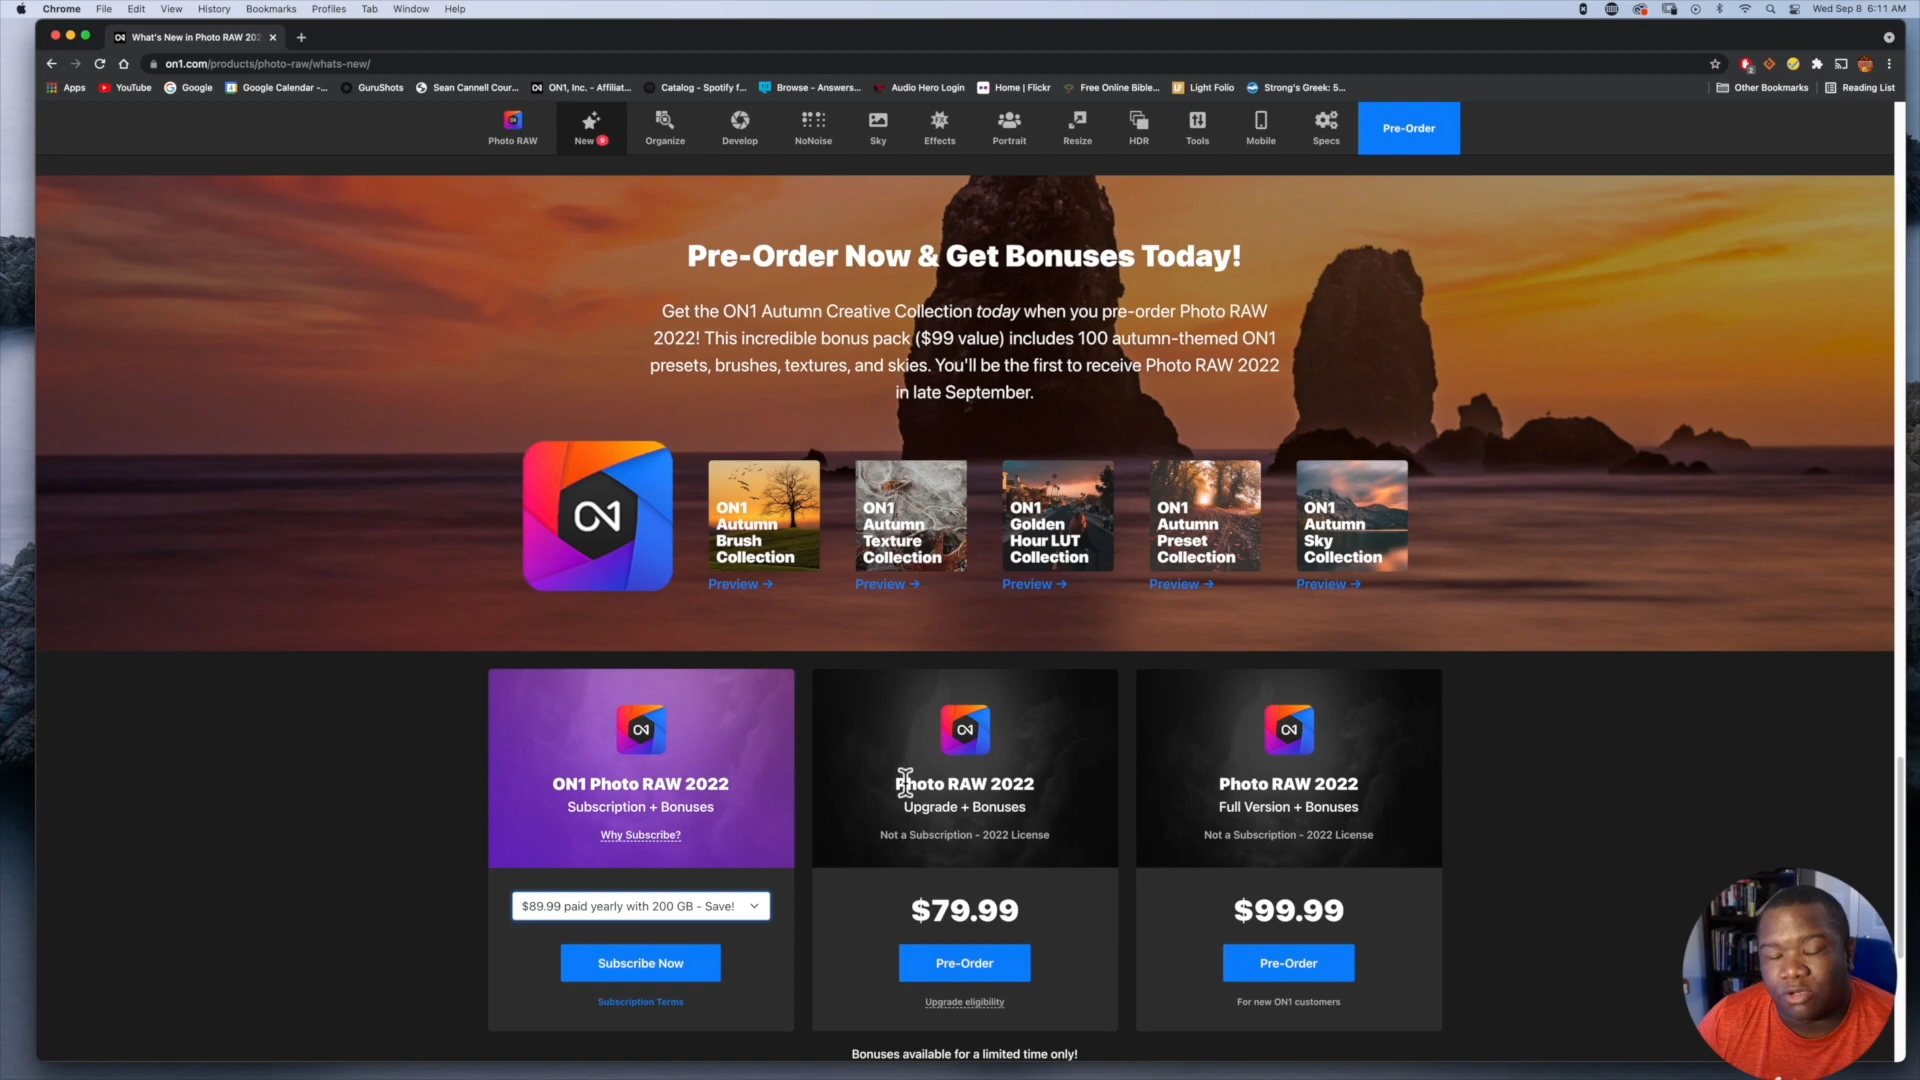 Chrome File Edit View History Bookmarks Profiles Tab Window Help Wed Sep 8 6:11 AM
What's New in Photo RAW 202
on1.com/products/photo-raw/whats-new/
Apps YouTube Google Google Calendar -... GuruShots Sean Cannell Cour... ON1, Inc. - Affiliat... Catalog - Spotify f... Browse - Answers... Audio Hero Login Home | Flickr Free Online Bible... Light Folio Strong's Greek: 5... Other Bookmarks Reading List
Photo RAW New 9 Organize Develop NoNoise Sky Effects Portrait Resize HDR Tools Mobile Specs Pre-Order
Pre-Order Now & Get Bonuses Today!
Get the ON1 Autumn Creative Collection today when you pre-order Photo RAW
2022! This incredible bonus pack ($99 value) includes 100 autumn-themed ON1
presets, brushes, textures, and skies. You'll be the first to receive Photo RAW 2022
in late September.
ON1
Autumn
Brush
Collection
Preview →
ON1
Autumn
Texture
Collection
Preview →
ON1
Golden
Hour LUT
Collection
Preview →
ON1
Autumn
Preset
Collection
Preview →
ON1
Autumn
Sky
Collection
Preview →
ON1 Photo RAW 2022
Subscription + Bonuses
Why Subscribe?
$89.99 paid yearly with 200 GB - Save!
Subscribe Now
Subscription Terms
Photo RAW 2022
Upgrade + Bonuses
Not a Subscription - 2022 License
$79.99
Pre-Order
Upgrade eligibility
Photo RAW 2022
Full Version + Bonuses
Not a Subscription - 2022 License
$99.99
Pre-Order
For new ON1 customers
Bonuses available for a limited time only!